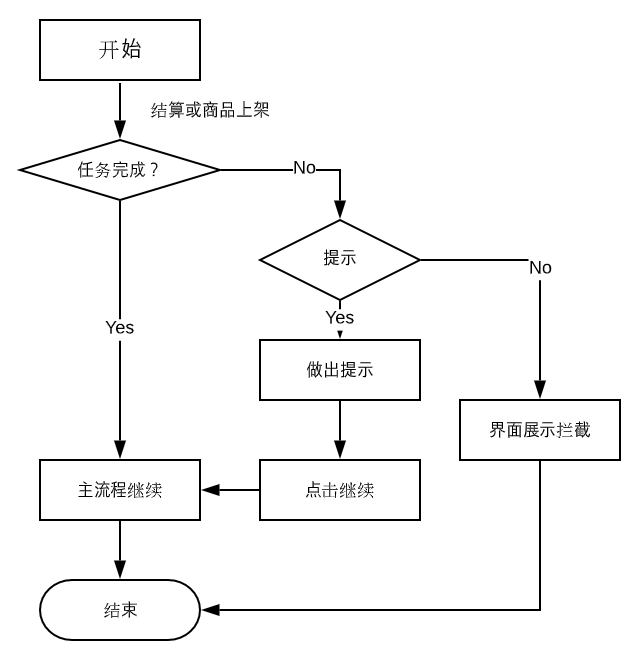 开始
结算或商品上架
任务完成？
No
提示
No
Yes
Yes
做出提示
界面展示拦截
主流程继续
点击继续
结束